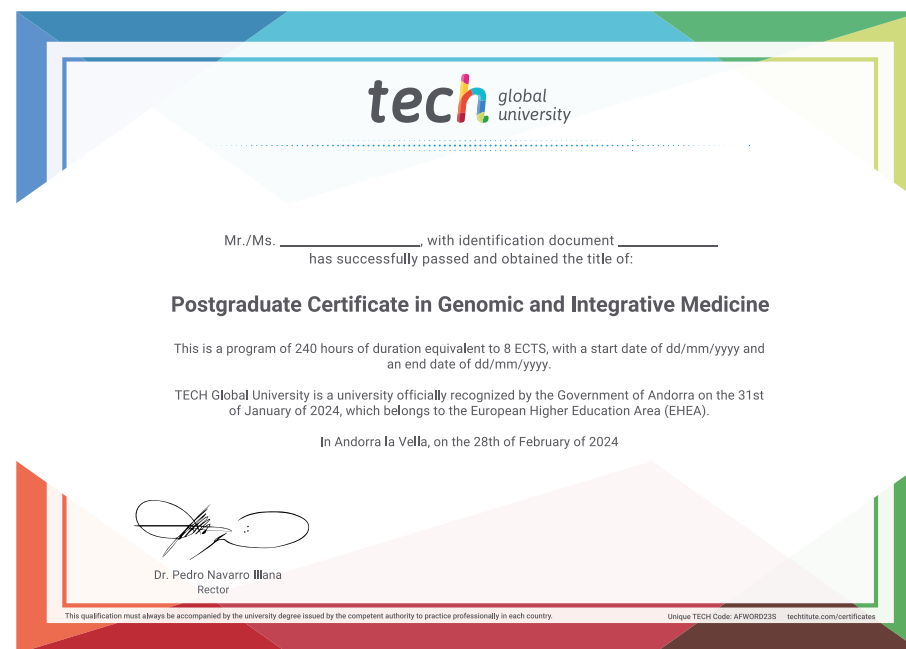 tech global
university
Mr./Ms. ____________________, with identification document ______________
has successfully passed and obtained the title of:
Postgraduate Certificate in Genomic and Integrative Medicine
This is a program of 240 hours of duration equivalent to 8 ECTS, with a start date of dd/mm/yyyy and
an end date of dd/mm/yyyy.
TECH Global University is a university officially recognized by the Government of Andorra on the 31st
of January of 2024, which belongs to the European Higher Education Area (EHEA).
In Andorra la Vella, on the 28th of February of 2024
Dr. Pedro Navarro Illana
Rector
This qualification must always be accompanied by the university degree issued by the competent authority to practice professionally in each country.
Unique TECH Code: AFWORD23S techtitute.com/certificates